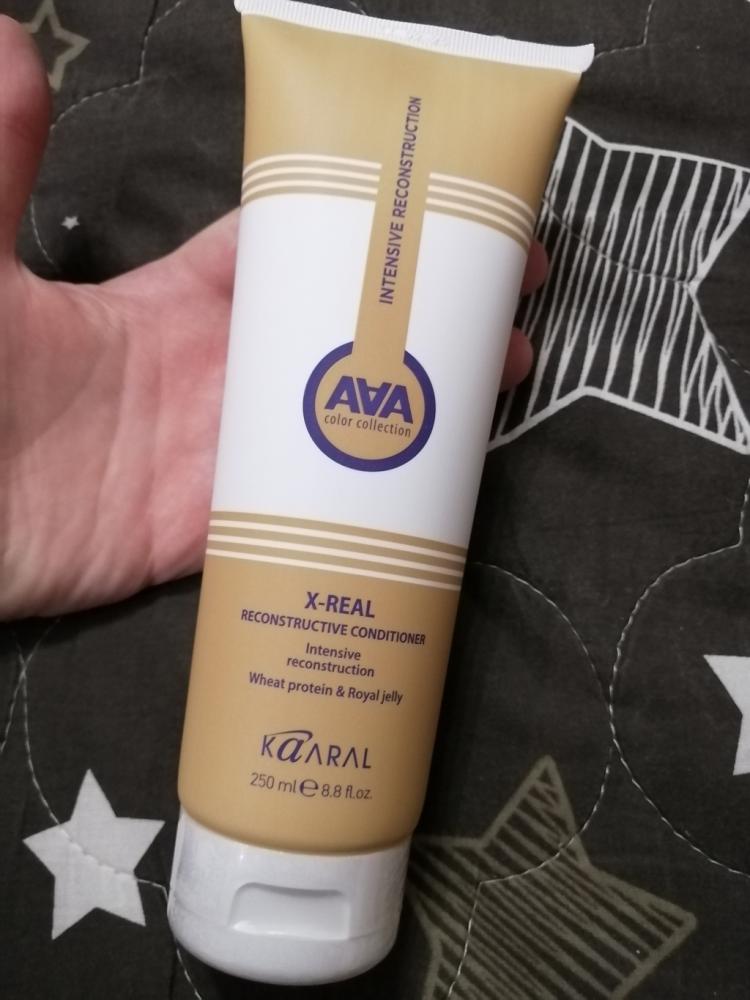 INTENSIVE RECONSTRUCTION
AAA
color collection
X-REAL
RECONSTRUCTIVE CONDITIONER
Intensive
reconstruction
Wheat protein & Royal jelly
KAARAL
250 ml e 8.8 fl.oz.